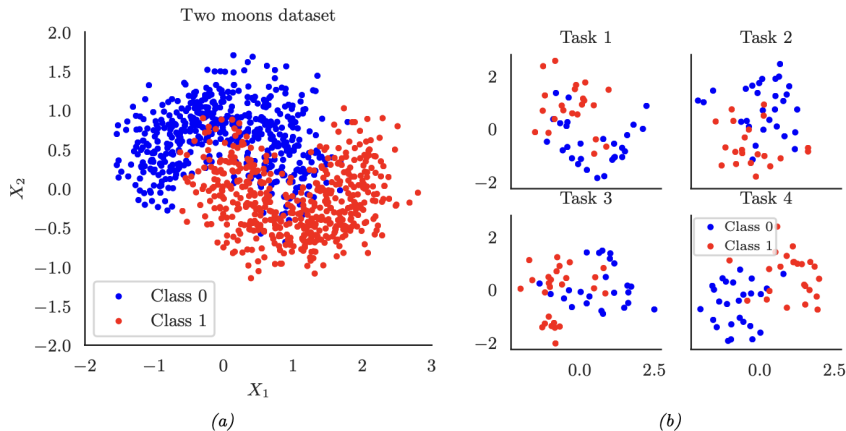 Two moons dataset
2.0
1.5
1.0
0.5
0.0
−0.5
−1.0
−1.5
−2.0
X2
Class 0
Class 1
−2
−1
0
1
2
3
X1
(a)
Task 1
2
0
−2
Task 2
Task 3
2
0
−2
0.0
2.5
Task 4
Class 0
Class 1
0.0
2.5
(b)